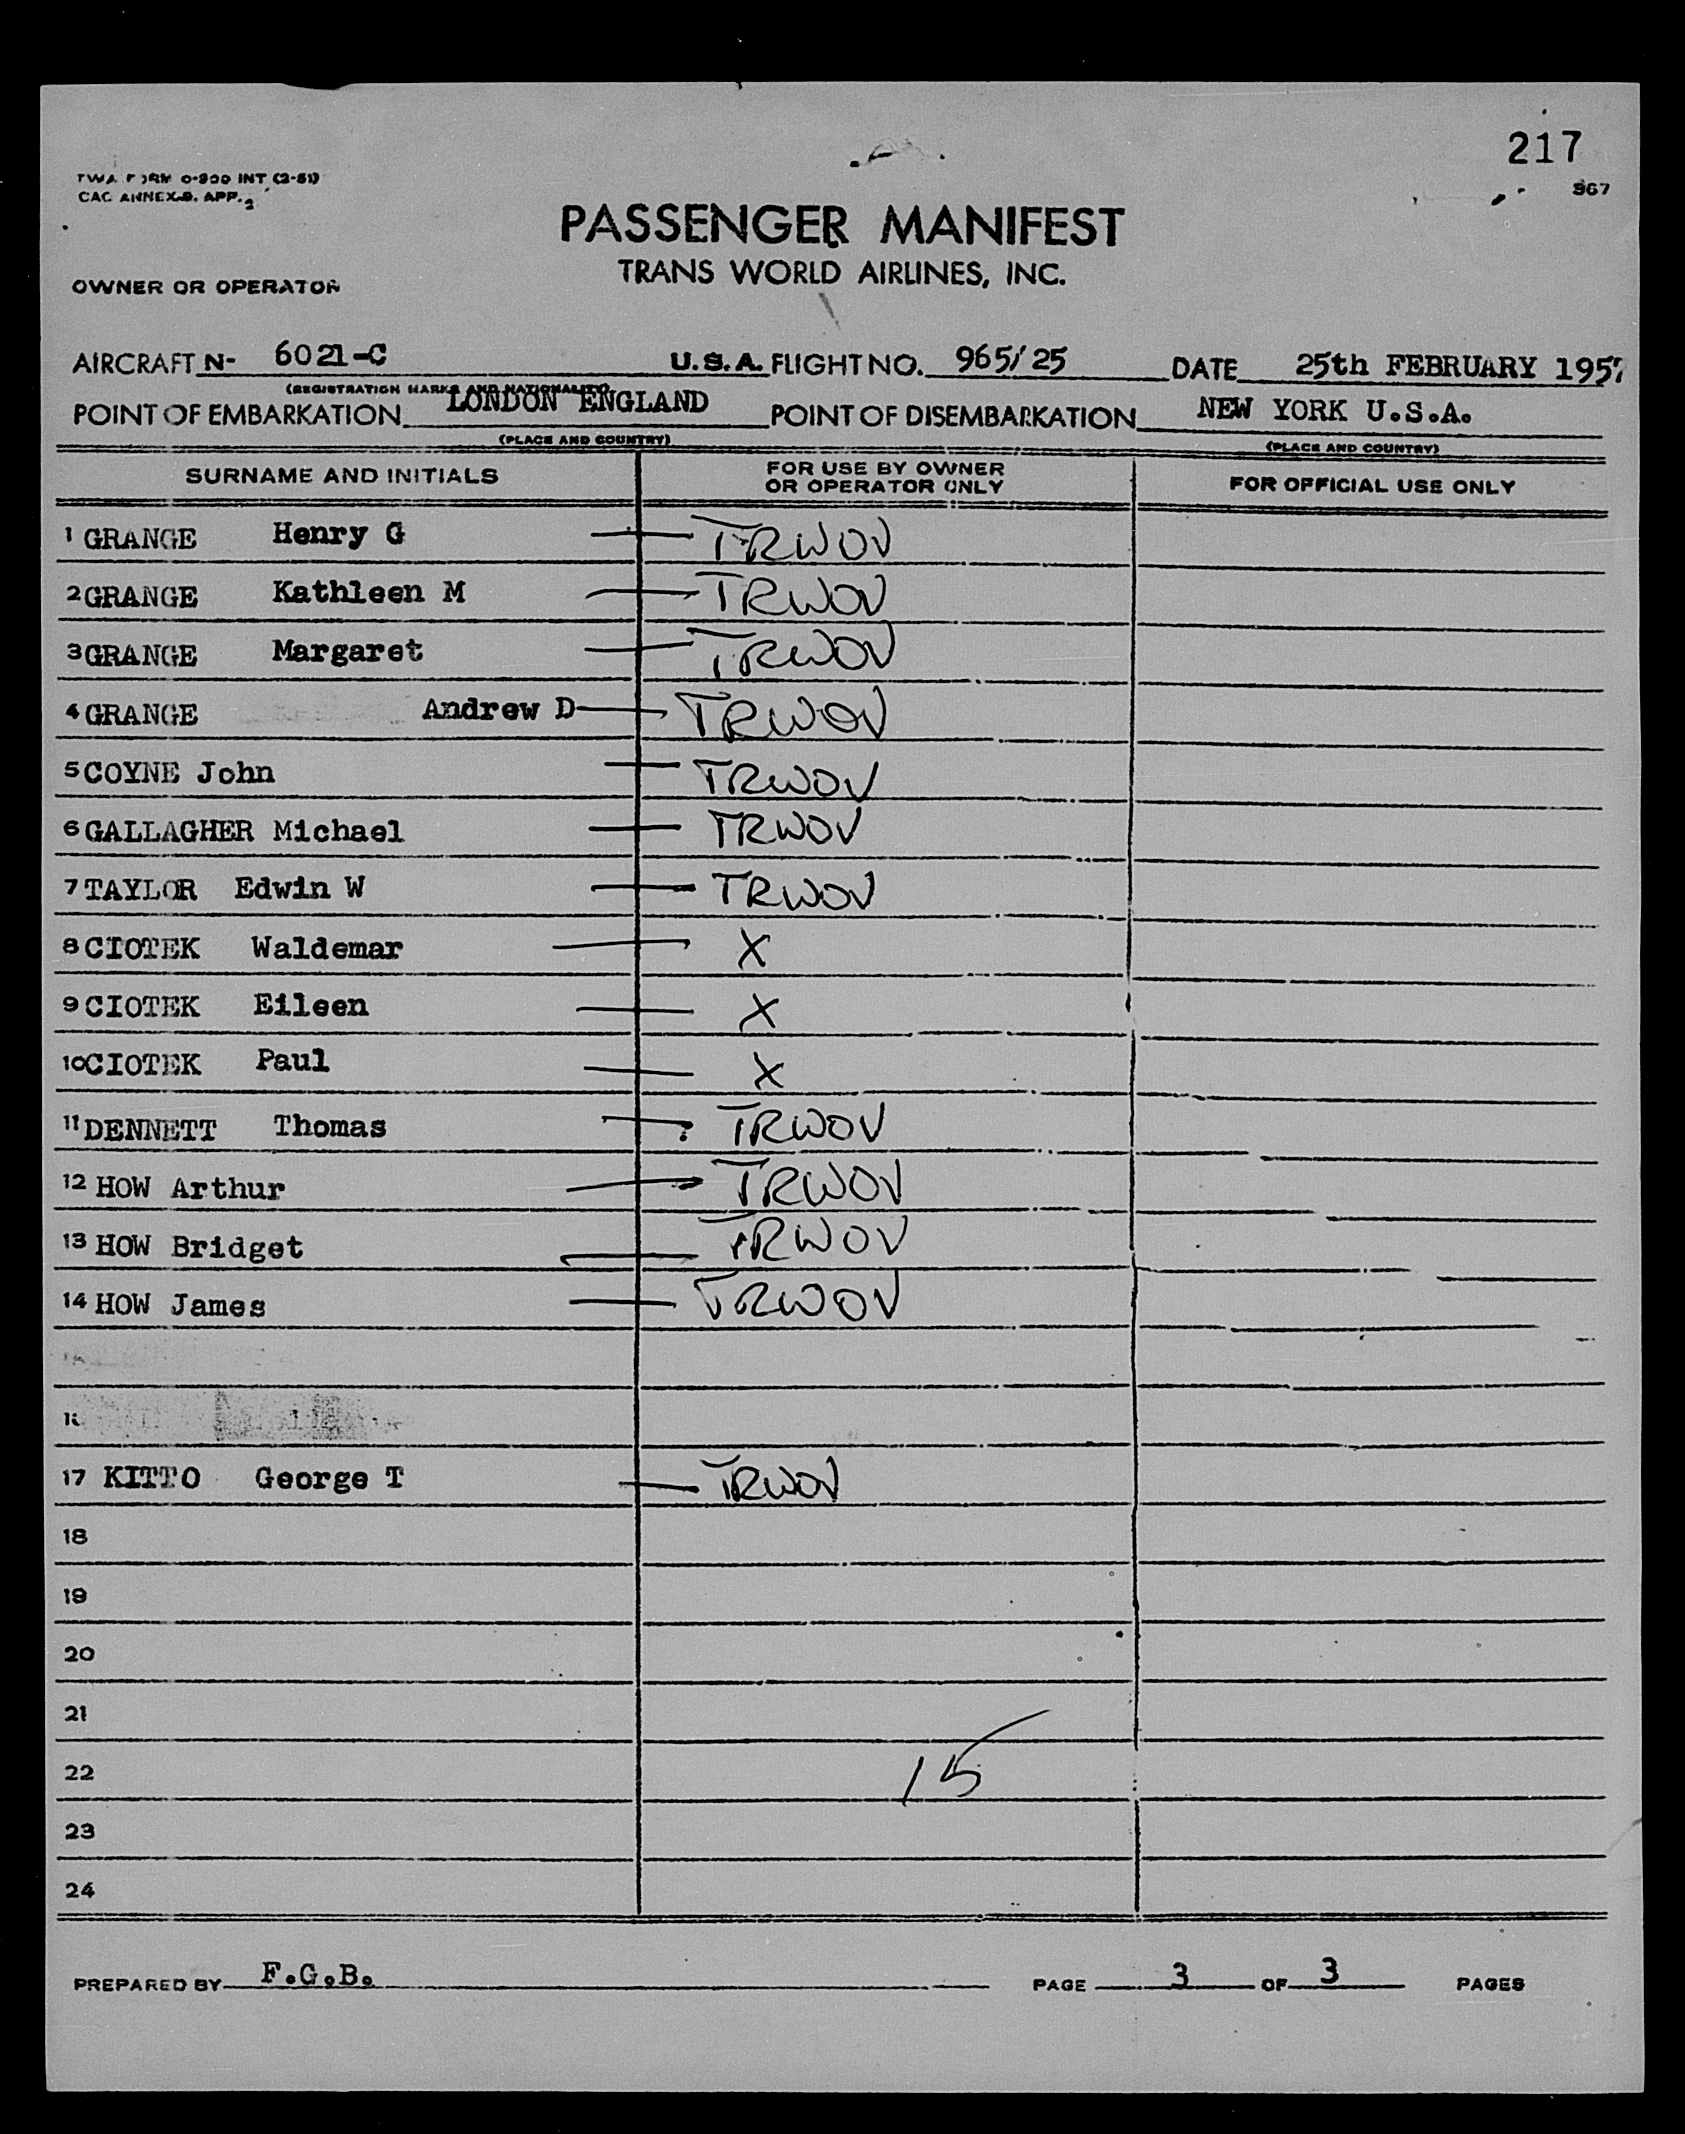 217
TWA FORM O-800 INT (2-51)
CAC ANNEX.9. APP. 2
967
PASSENGER MANIFEST
TRANS WORLD AIRLINES, INC.
OWNER OR OPERATOR
AIRCRAFT N- 6021-C U.S.A. FLIGHT NO. 965/25 DATE 25th FEBRUARY 1957
(REGISTRATION MARKS AND NATIONALITY)
POINT OF EMBARKATION LONDON ENGLAND POINT OF DISEMBARKATION NEW YORK U.S.A.
(PLACE AND COUNTRY) (PLACE AND COUNTRY)
SURNAME AND INITIALS FOR USE BY OWNER OR OPERATOR ONLY FOR OFFICIAL USE ONLY
1 GRANGE Henry G — TRWOV
2 GRANGE Kathleen M — TRWOV
3 GRANGE Margaret — TRWOV
4 GRANGE Andrew D — TRWOV
5 COYNE John — TRWOV
6 GALLAGHER Michael — TRWOV
7 TAYLOR Edwin W — TRWOV
8 CIOTEK Waldemar — X
9 CIOTEK Eileen — X
10 CIOTEK Paul — X
11 DENNETT Thomas — TRWOV
12 HOW Arthur — TRWOV
13 HOW Bridget — TRWOV
14 HOW James — TRWOV
17 KITTO George T — TRWOV
18
19
20
21
22 15
23
24
PREPARED BY F.G.B. PAGE 3 OF 3 PAGES